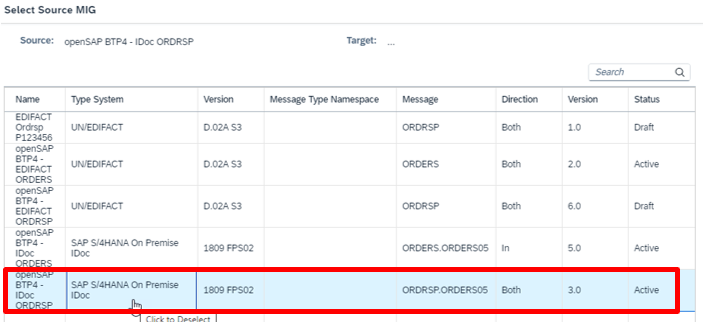 Select Source MIG
Source: openSAP BTP4 - IDoc ORDRSP Target: ...
Search
Name Type System Version Message Type Namespace Message Direction Version Status
EDIFACT
Ordrsp
P123456
UN/EDIFACT D.02A S3 ORDRSP Both 1.0 Draft
openSAP
BTP4 -
EDIFACT
ORDERS
UN/EDIFACT D.02A S3 ORDERS Both 2.0 Active
openSAP
BTP4 -
EDIFACT
ORDRSP
UN/EDIFACT D.02A S3 ORDRSP Both 6.0 Draft
openSAP
BTP4 -
IDoc
ORDERS
SAP S/4HANA On Premise
IDoc
1809 FPS02 ORDERS.ORDERS05 In 5.0 Active
openSAP
BTP4 -
IDoc
ORDRSP
SAP S/4HANA On Premise
IDoc
1809 FPS02 ORDRSP.ORDERS05 Both 3.0 Active
Click to Deselect